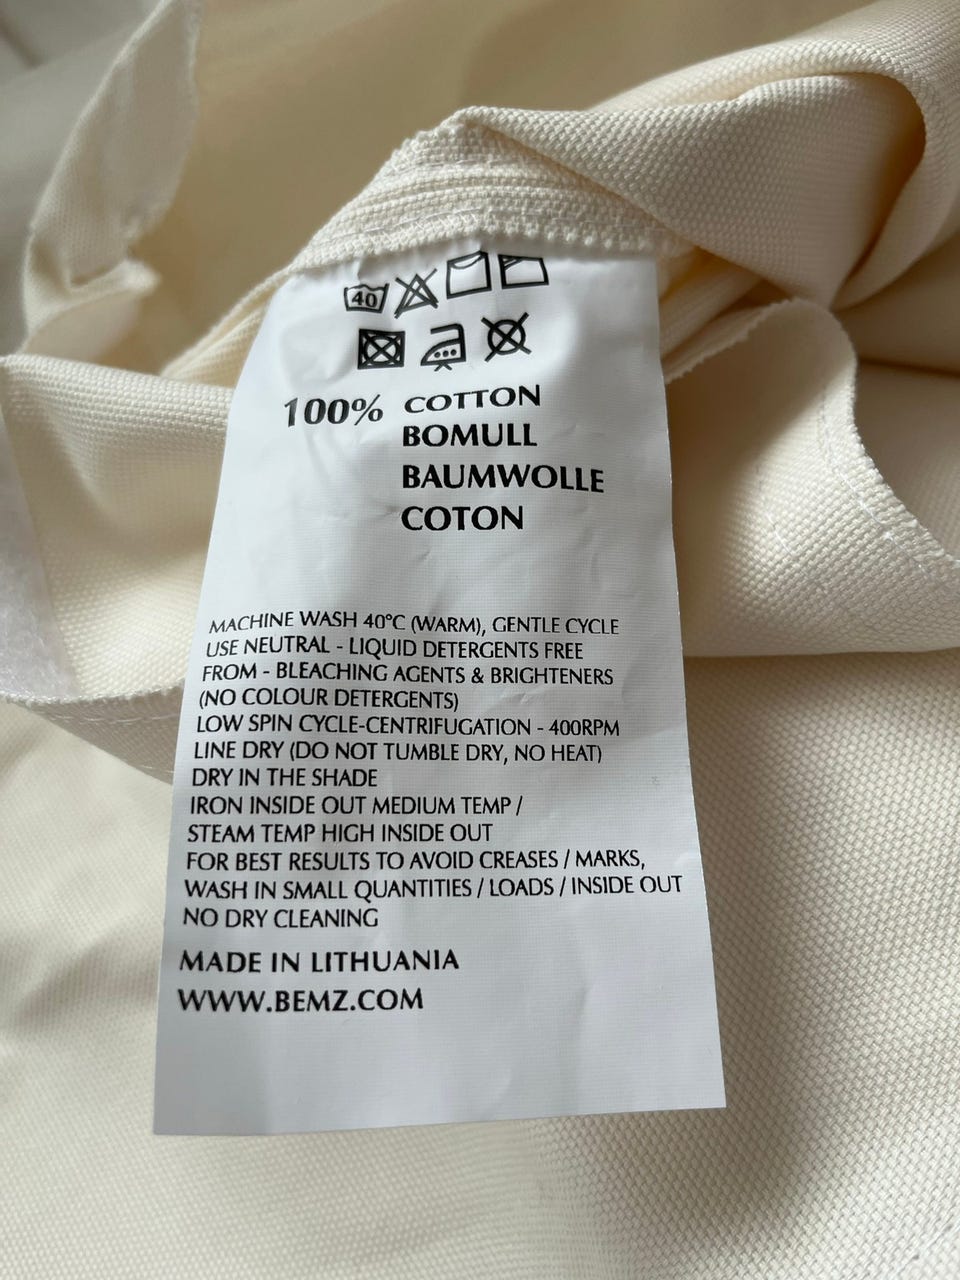 40
100% COTTON
BOMULL
BAUMWOLLE
COTON
MACHINE WASH 40°C (WARM), GENTLE CYCLE
USE NEUTRAL - LIQUID DETERGENTS FREE
FROM - BLEACHING AGENTS & BRIGHTENERS
(NO COLOUR DETERGENTS)
LOW SPIN CYCLE-CENTRIFUGATION - 400RPM
LINE DRY (DO NOT TUMBLE DRY, NO HEAT)
DRY IN THE SHADE
IRON INSIDE OUT MEDIUM TEMP /
STEAM TEMP HIGH INSIDE OUT
FOR BEST RESULTS TO AVOID CREASES / MARKS,
WASH IN SMALL QUANTITIES / LOADS / INSIDE OUT
NO DRY CLEANING
MADE IN LITHUANIA
WWW.BEMZ.COM